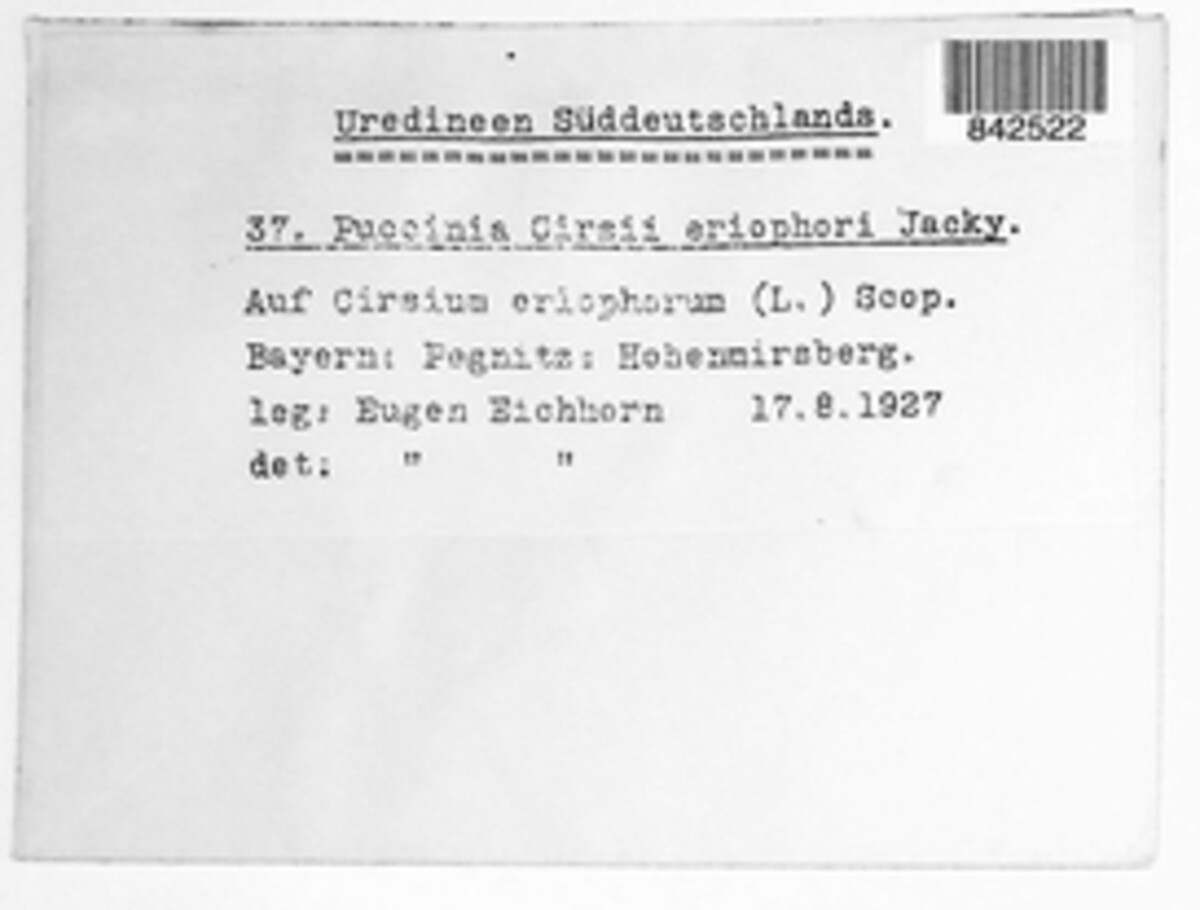 842522
Uredineen Süddeutschlands.
37. Puccinia Cirsii eriophori Jacky.
Auf Cirsium eriophorum (L.) Scop.
Bayern: Pegnitz: Hohenmirsberg.
leg: Eugen Eichhorn 17.8.1927
det: " "